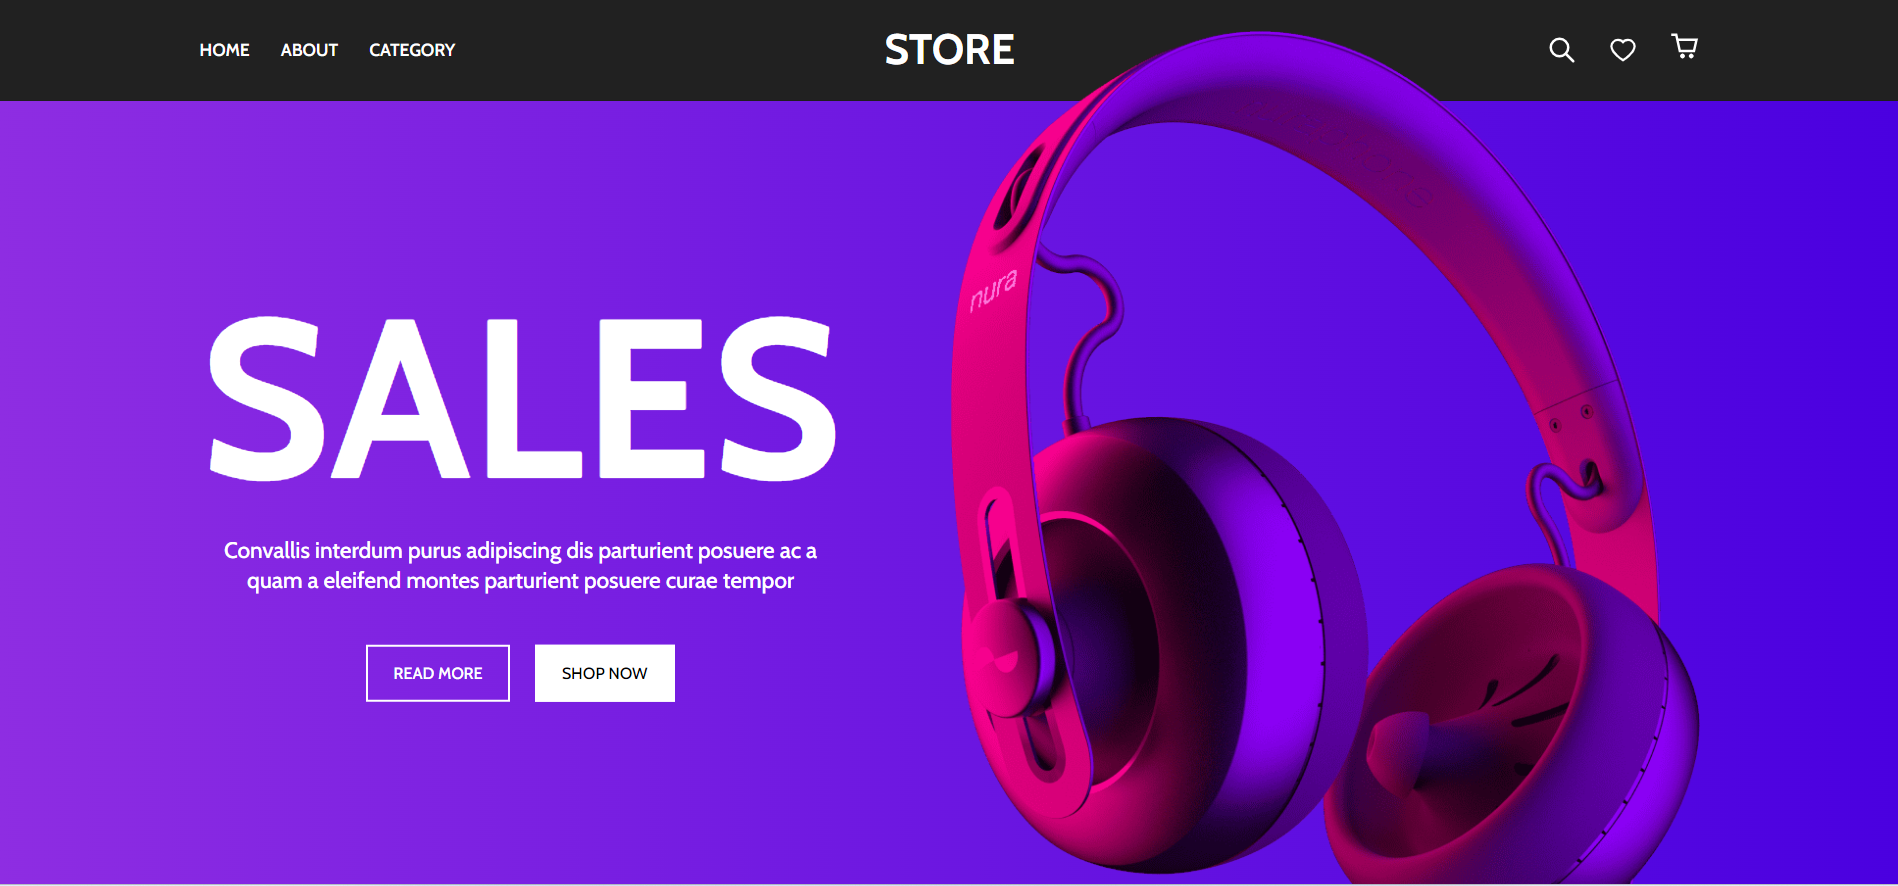 HOME ABOUT CATEGORY STORE
nura
SALES
Convallis interdum purus adipiscing dis parturient posuere ac a
quam a eleifend montes parturient posuere curae tempor
READ MORE SHOP NOW